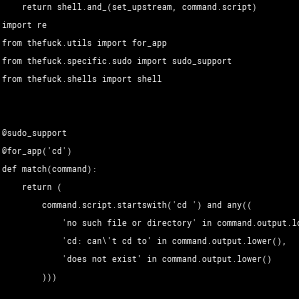 return shell.and_(set_upstream, command.script)
import re
from thefuck.utils import for_app
from thefuck.specific.sudo import sudo_support
from thefuck.shells import shell
@sudo_support
@for_app('cd')
def match(command):
return (
command.script.startswith('cd ') and any((
'no such file or directory' in command.output.lo
'cd: can\'t cd to' in command.output.lower(),
'does not exist' in command.output.lower()
)))